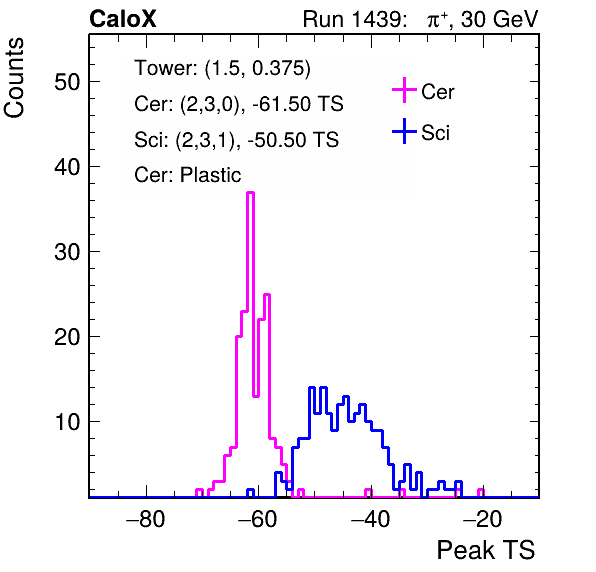 CaloX Run 1439: π⁺, 30 GeV
Counts
Tower: (1.5, 0.375)
Cer: (2,3,0), -61.50 TS
Sci: (2,3,1), -50.50 TS
Cer: Plastic
Cer
Sci
50
40
30
20
10
−80 −60 −40 −20
Peak TS